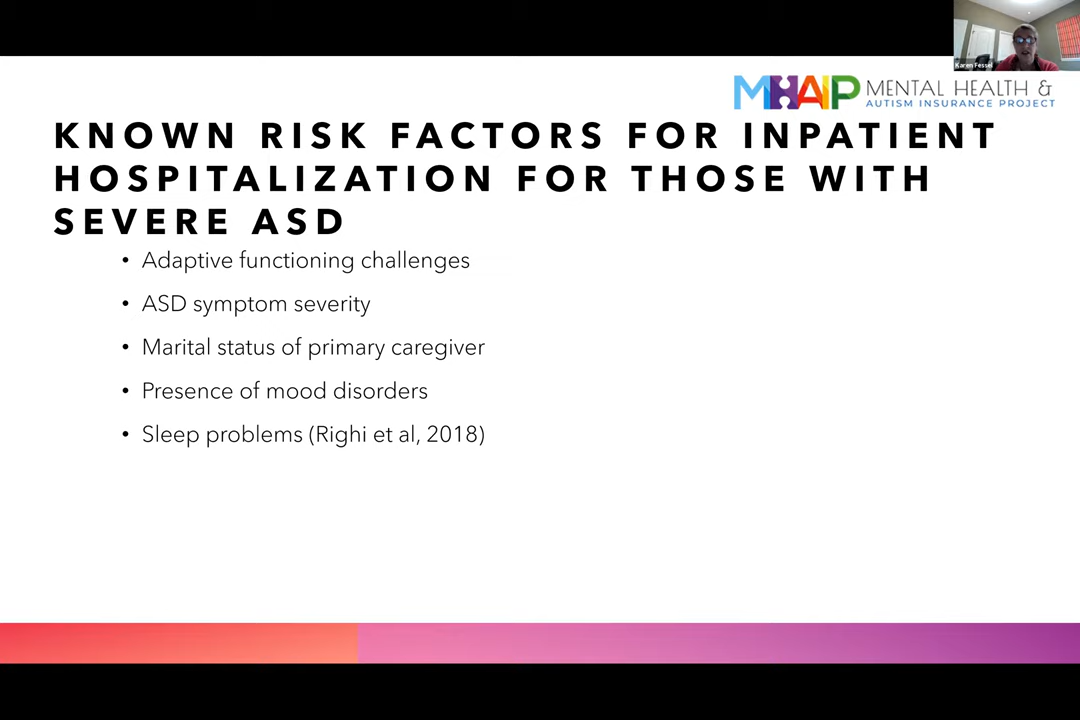 Karen Fessel
MHAIP MENTAL HEALTH &
AUTISM INSURANCE PROJECT
KNOWN RISK FACTORS FOR INPATIENT
HOSPITALIZATION FOR THOSE WITH
SEVERE ASD
• Adaptive functioning challenges
• ASD symptom severity
• Marital status of primary caregiver
• Presence of mood disorders
• Sleep problems (Righi et al, 2018)